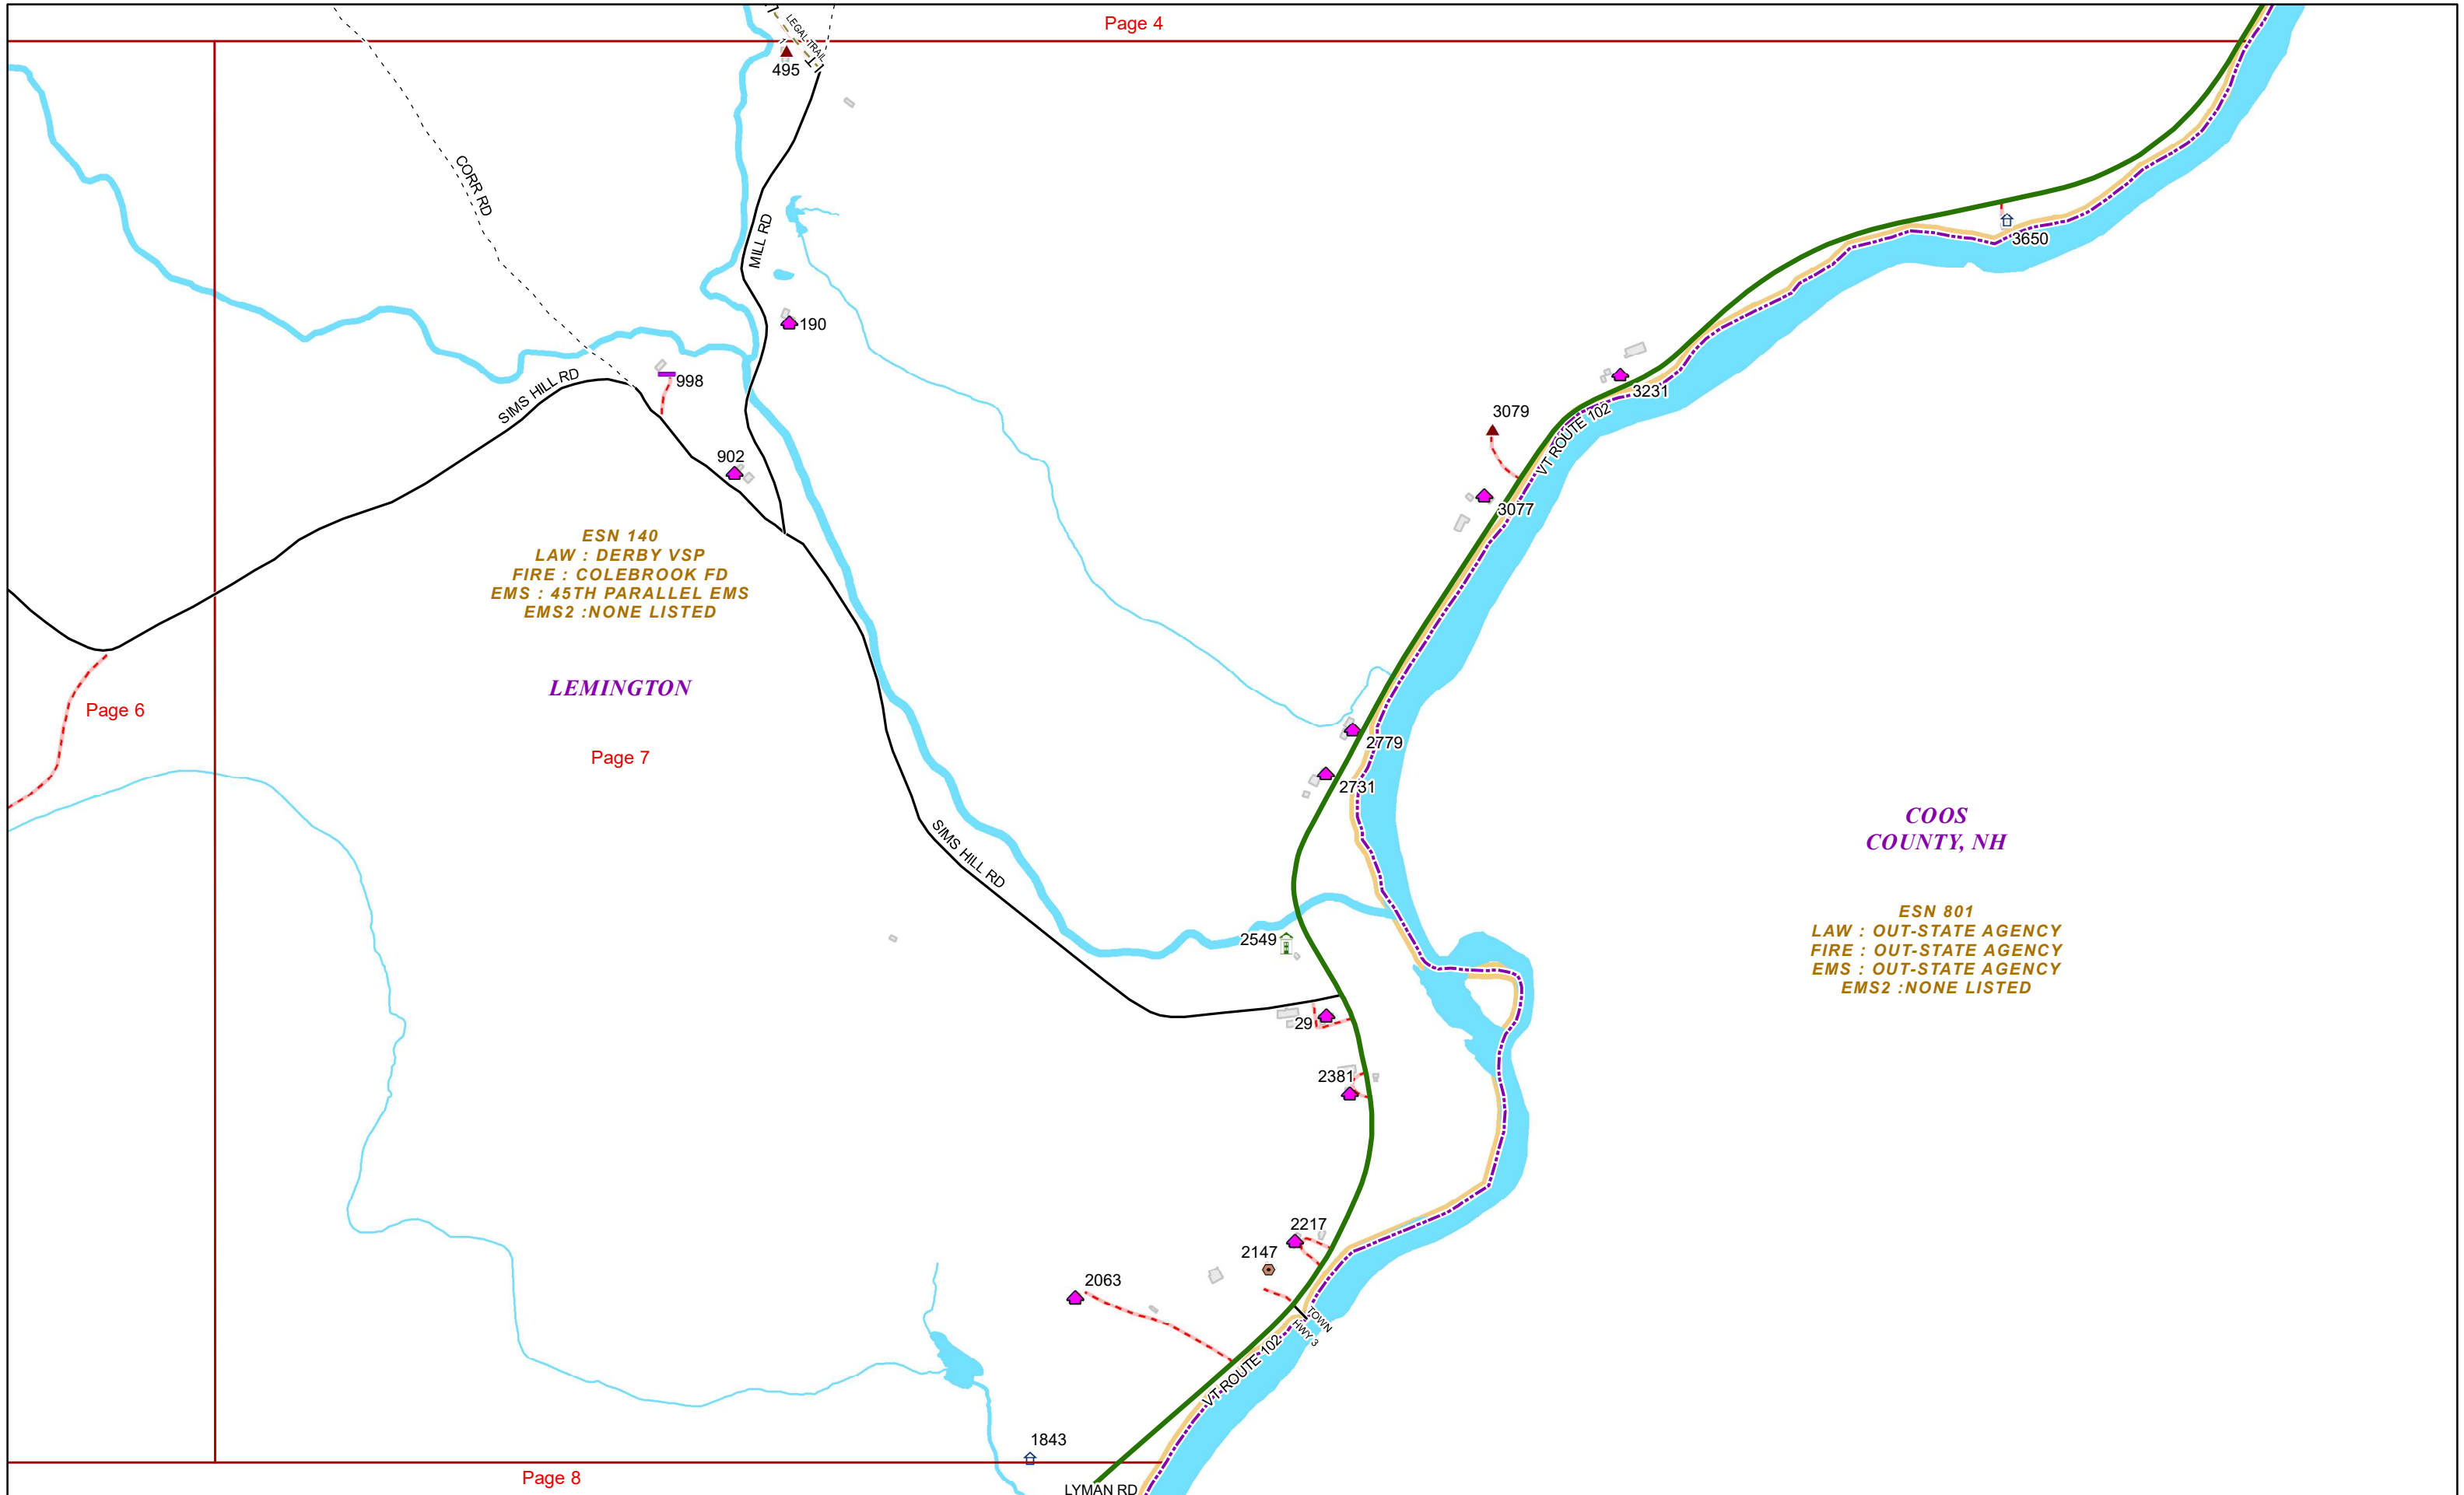 Page 4
LEGAL TRAIL
495
CORR RD
MILL RD
3650
190
998
SIMS HILL RD
3231
3079
VT ROUTE 102
902
3077
ESN 140
LAW : DERBY VSP
FIRE : COLEBROOK FD
EMS : 45TH PARALLEL EMS
EMS2 :NONE LISTED
LEMINGTON
Page 6
Page 7
2779
2731
SIMS HILL RD
COOS
COUNTY, NH
ESN 801
LAW : OUT-STATE AGENCY
FIRE : OUT-STATE AGENCY
EMS : OUT-STATE AGENCY
EMS2 :NONE LISTED
2549
29
2381
2217
2147
2063
TOWN
HWY 3
VT ROUTE 102
1843
Page 8
LYMAN RD